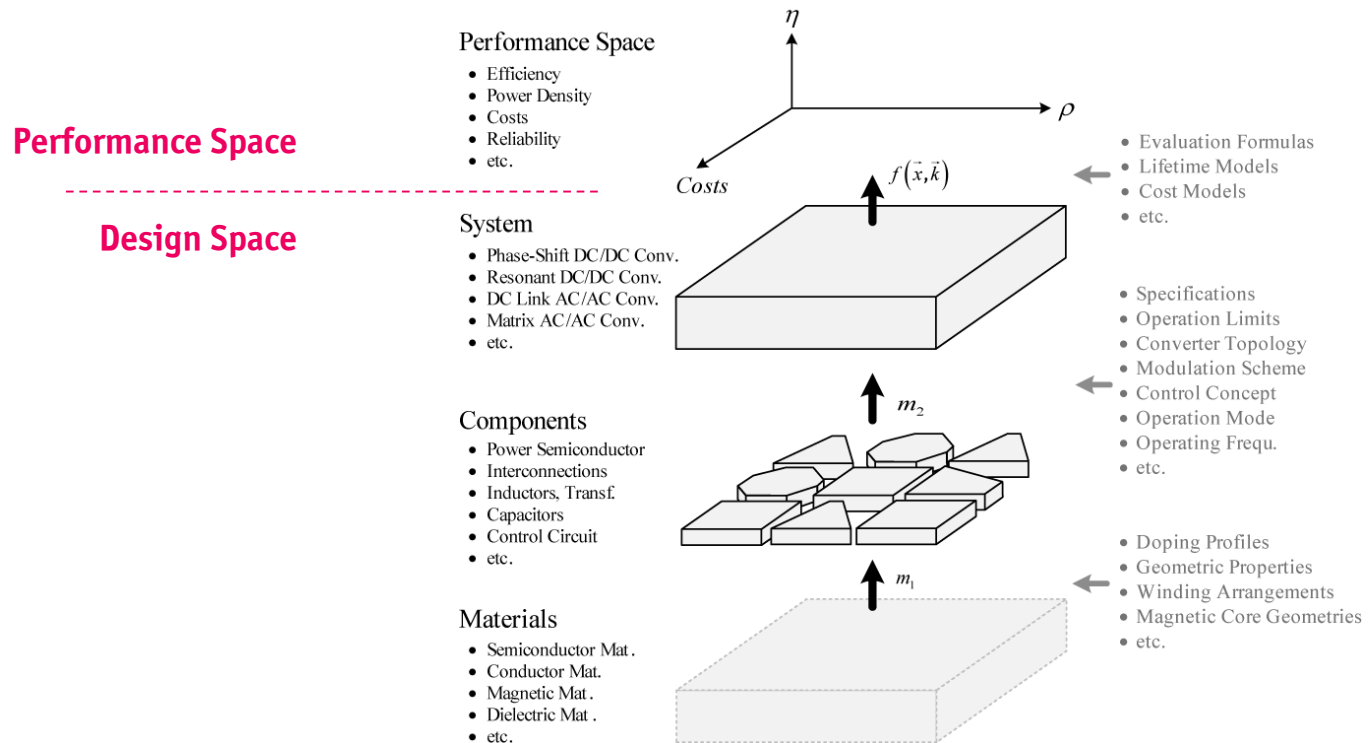 Performance Space
Design Space
Performance Space
• Efficiency
• Power Density
• Costs
• Reliability
• etc.
η
ρ
Costs
f(x⃗,k⃗)
• Evaluation Formulas
• Lifetime Models
• Cost Models
• etc.
System
• Phase-Shift DC/DC Conv.
• Resonant DC/DC Conv.
• DC Link AC/AC Conv.
• Matrix AC/AC Conv.
• etc.
m₂
• Specifications
• Operation Limits
• Converter Topology
• Modulation Scheme
• Control Concept
• Operation Mode
• Operating Frequ.
• etc.
Components
• Power Semiconductor
• Interconnections
• Inductors, Transf.
• Capacitors
• Control Circuit
• etc.
m₁
• Doping Profiles
• Geometric Properties
• Winding Arrangements
• Magnetic Core Geometries
• etc.
Materials
• Semiconductor Mat.
• Conductor Mat.
• Magnetic Mat.
• Dielectric Mat.
• etc.